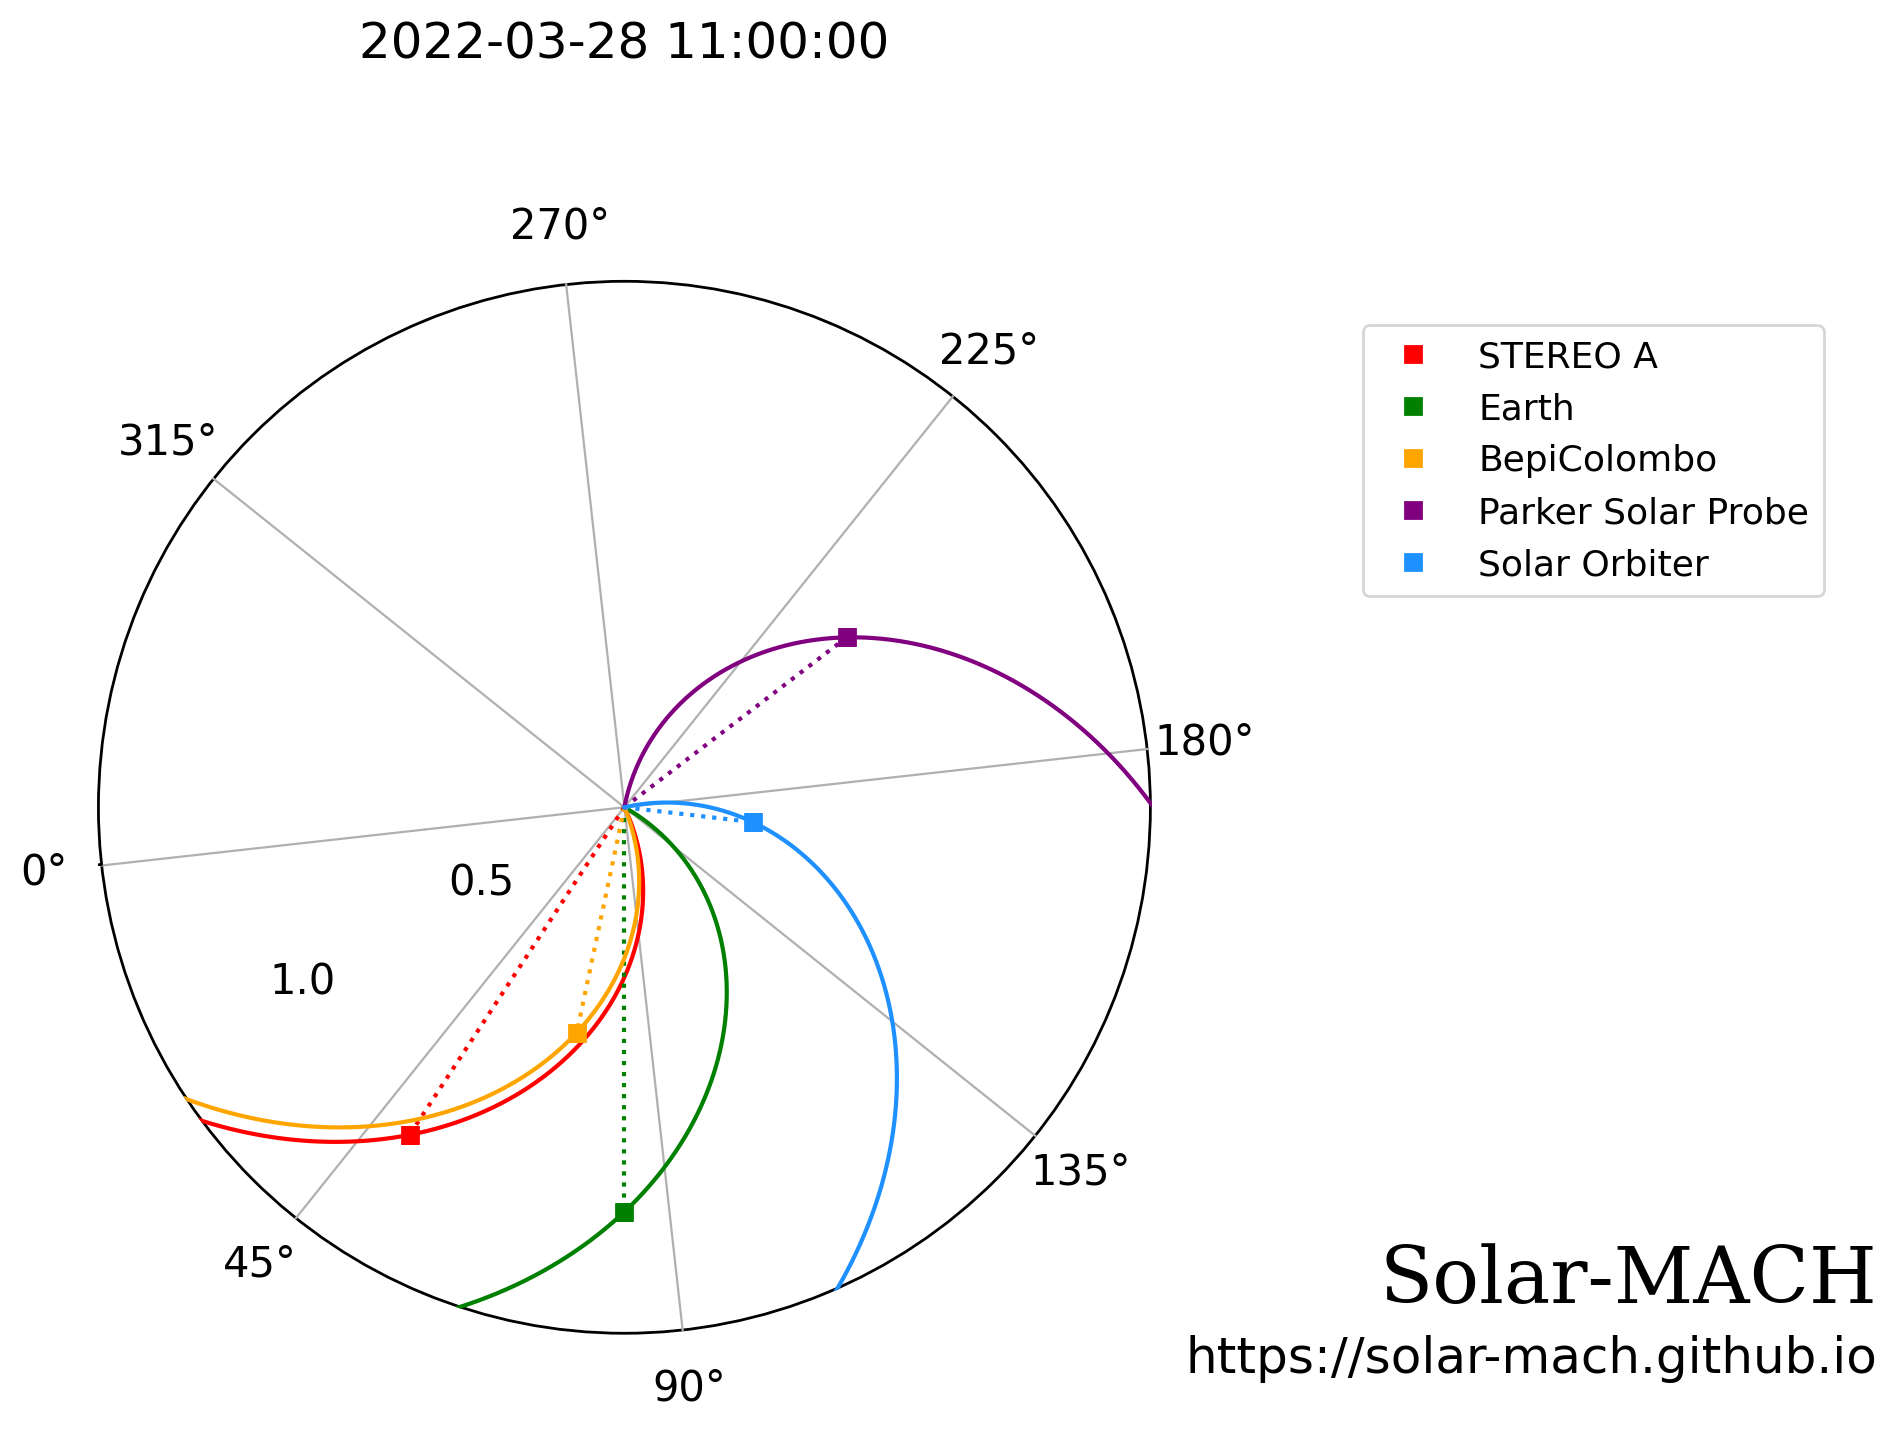 2022-03-28 11:00:00
270°
225°
315°
180°
0°
0.5
1.0
135°
45°
90°
STEREO A
Earth
BepiColombo
Parker Solar Probe
Solar Orbiter
Solar-MACH
https://solar-mach.github.io